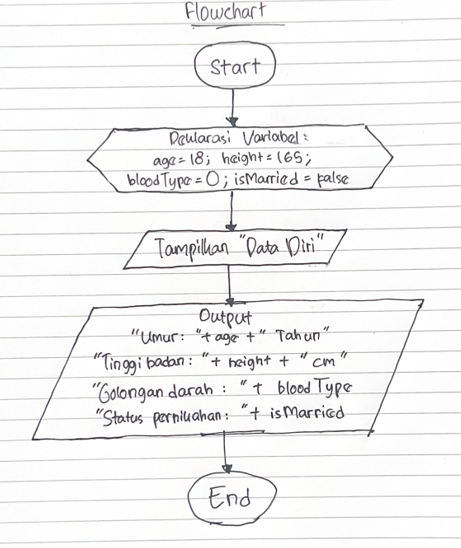 Flowchart
Start
Deklarasi Variabel:
age = 18; height = 165;
bloodType = O; isMarried = false
Tampilkan "Data Diri"
Output
"Umur: "+ age +" Tahun"
"Tinggi badan: "+ height + " cm"
"Golongan darah : " + bloodType
"Status pernikahan: "+ isMarried
End